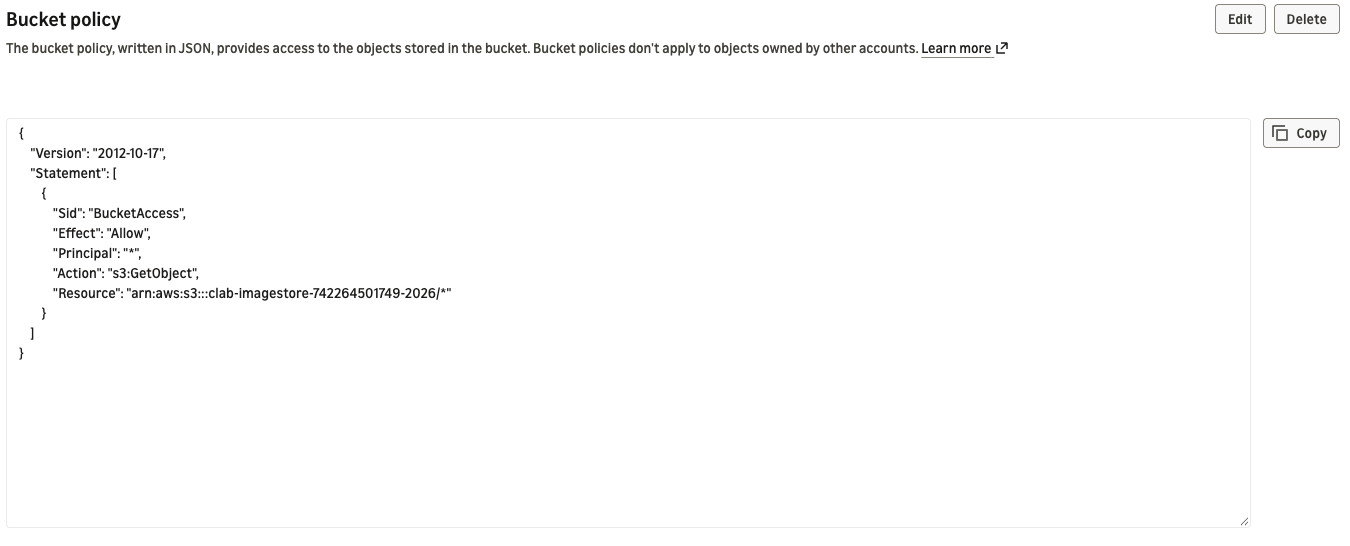 Bucket policy
Edit
Delete
The bucket policy, written in JSON, provides access to the objects stored in the bucket. Bucket policies don't apply to objects owned by other accounts. Learn more
Copy
{
"Version": "2012-10-17",
"Statement": [
{
"Sid": "BucketAccess",
"Effect": "Allow",
"Principal": "*",
"Action": "s3:GetObject",
"Resource": "arn:aws:s3:::clab-imagestore-742264501749-2026/*"
}
]
}